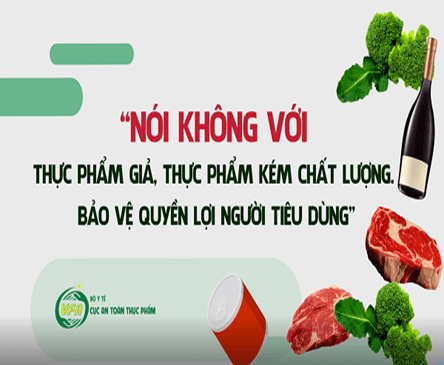 “NÓI KHÔNG VỚI
THỰC PHẨM GIẢ, THỰC PHẨM KÉM CHẤT LƯỢNG.
BẢO VỆ QUYỀN LỢI NGƯỜI TIÊU DÙNG”
VFA
BỘ Y TẾ
CỤC AN TOÀN THỰC PHẨM